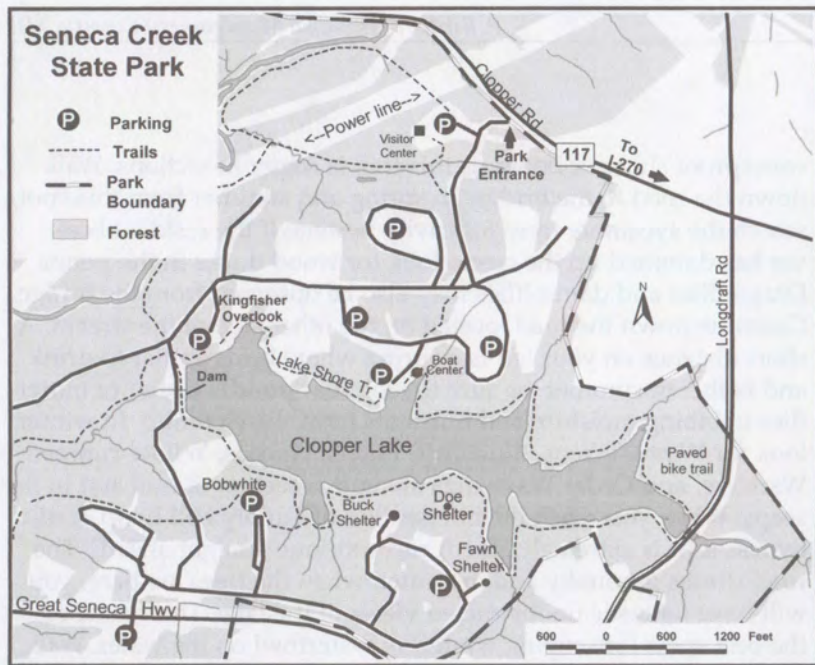 Seneca Creek
State Park
P Parking
Trails
Park
Boundary
Forest
Clopper Rd
Power line
P
Visitor
Center
Park
Entrance
117
To
I-270
P
Longdraft Rd
Kingfisher
Overlook
P
P
P
N
Dam
Lake Shore Tr
P
Boat
Center
Clopper Lake
Paved
bike trail
Bobwhite
P
Buck
Shelter
Doe
Shelter
Fawn
Shelter
P
Great Seneca Hwy
P
600 0 600 1200 Feet